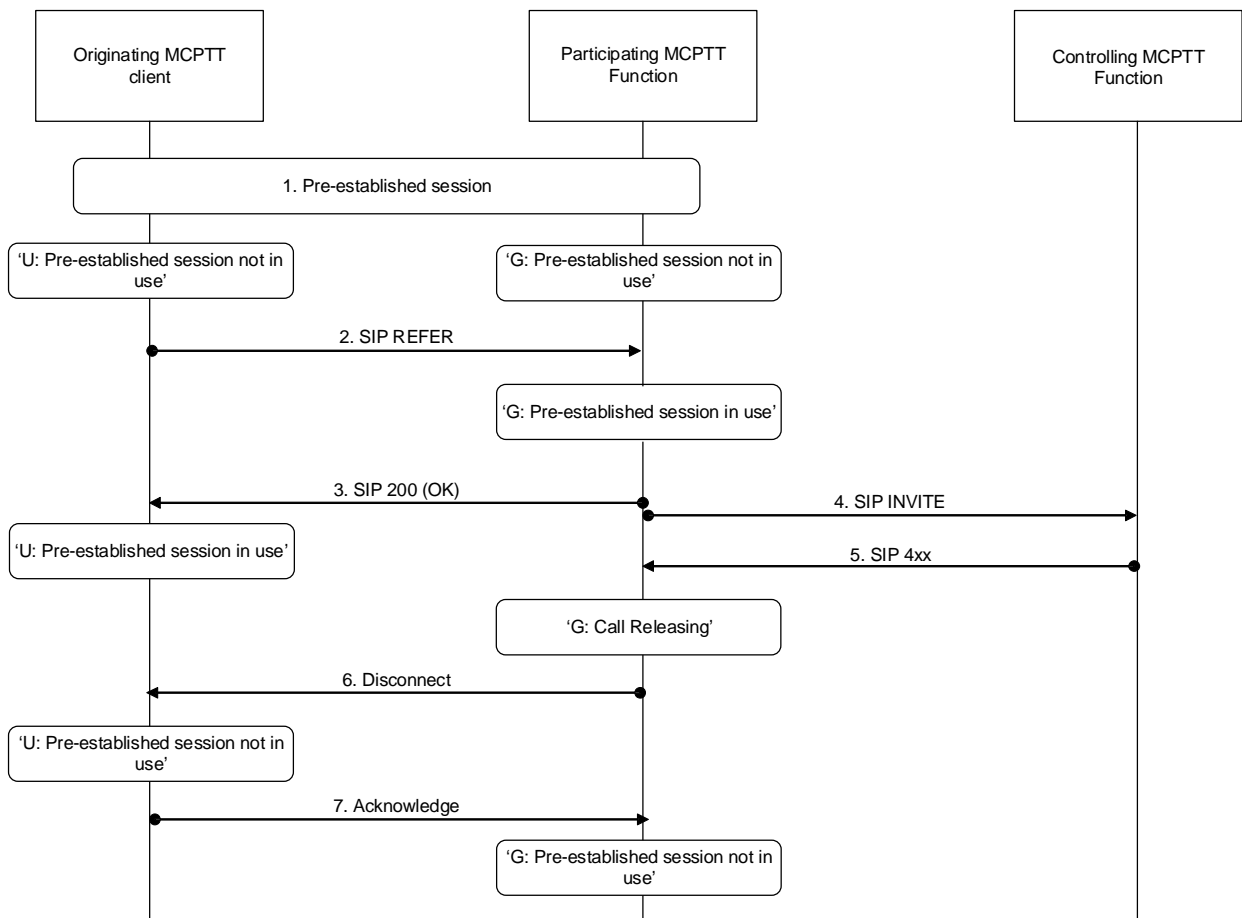 Originating MCPTT
client
Participating MCPTT
Function
Controlling MCPTT
Function
1. Pre-established session
‘U: Pre-established session not in
use’
‘G: Pre-established session not in
use’
2. SIP REFER
‘G: Pre-established session in use’
3. SIP 200 (OK)
4. SIP INVITE
‘U: Pre-established session in use’
5. SIP 4xx
‘G: Call Releasing’
6. Disconnect
‘U: Pre-established session not in
use’
7. Acknowledge
‘G: Pre-established session not in
use’